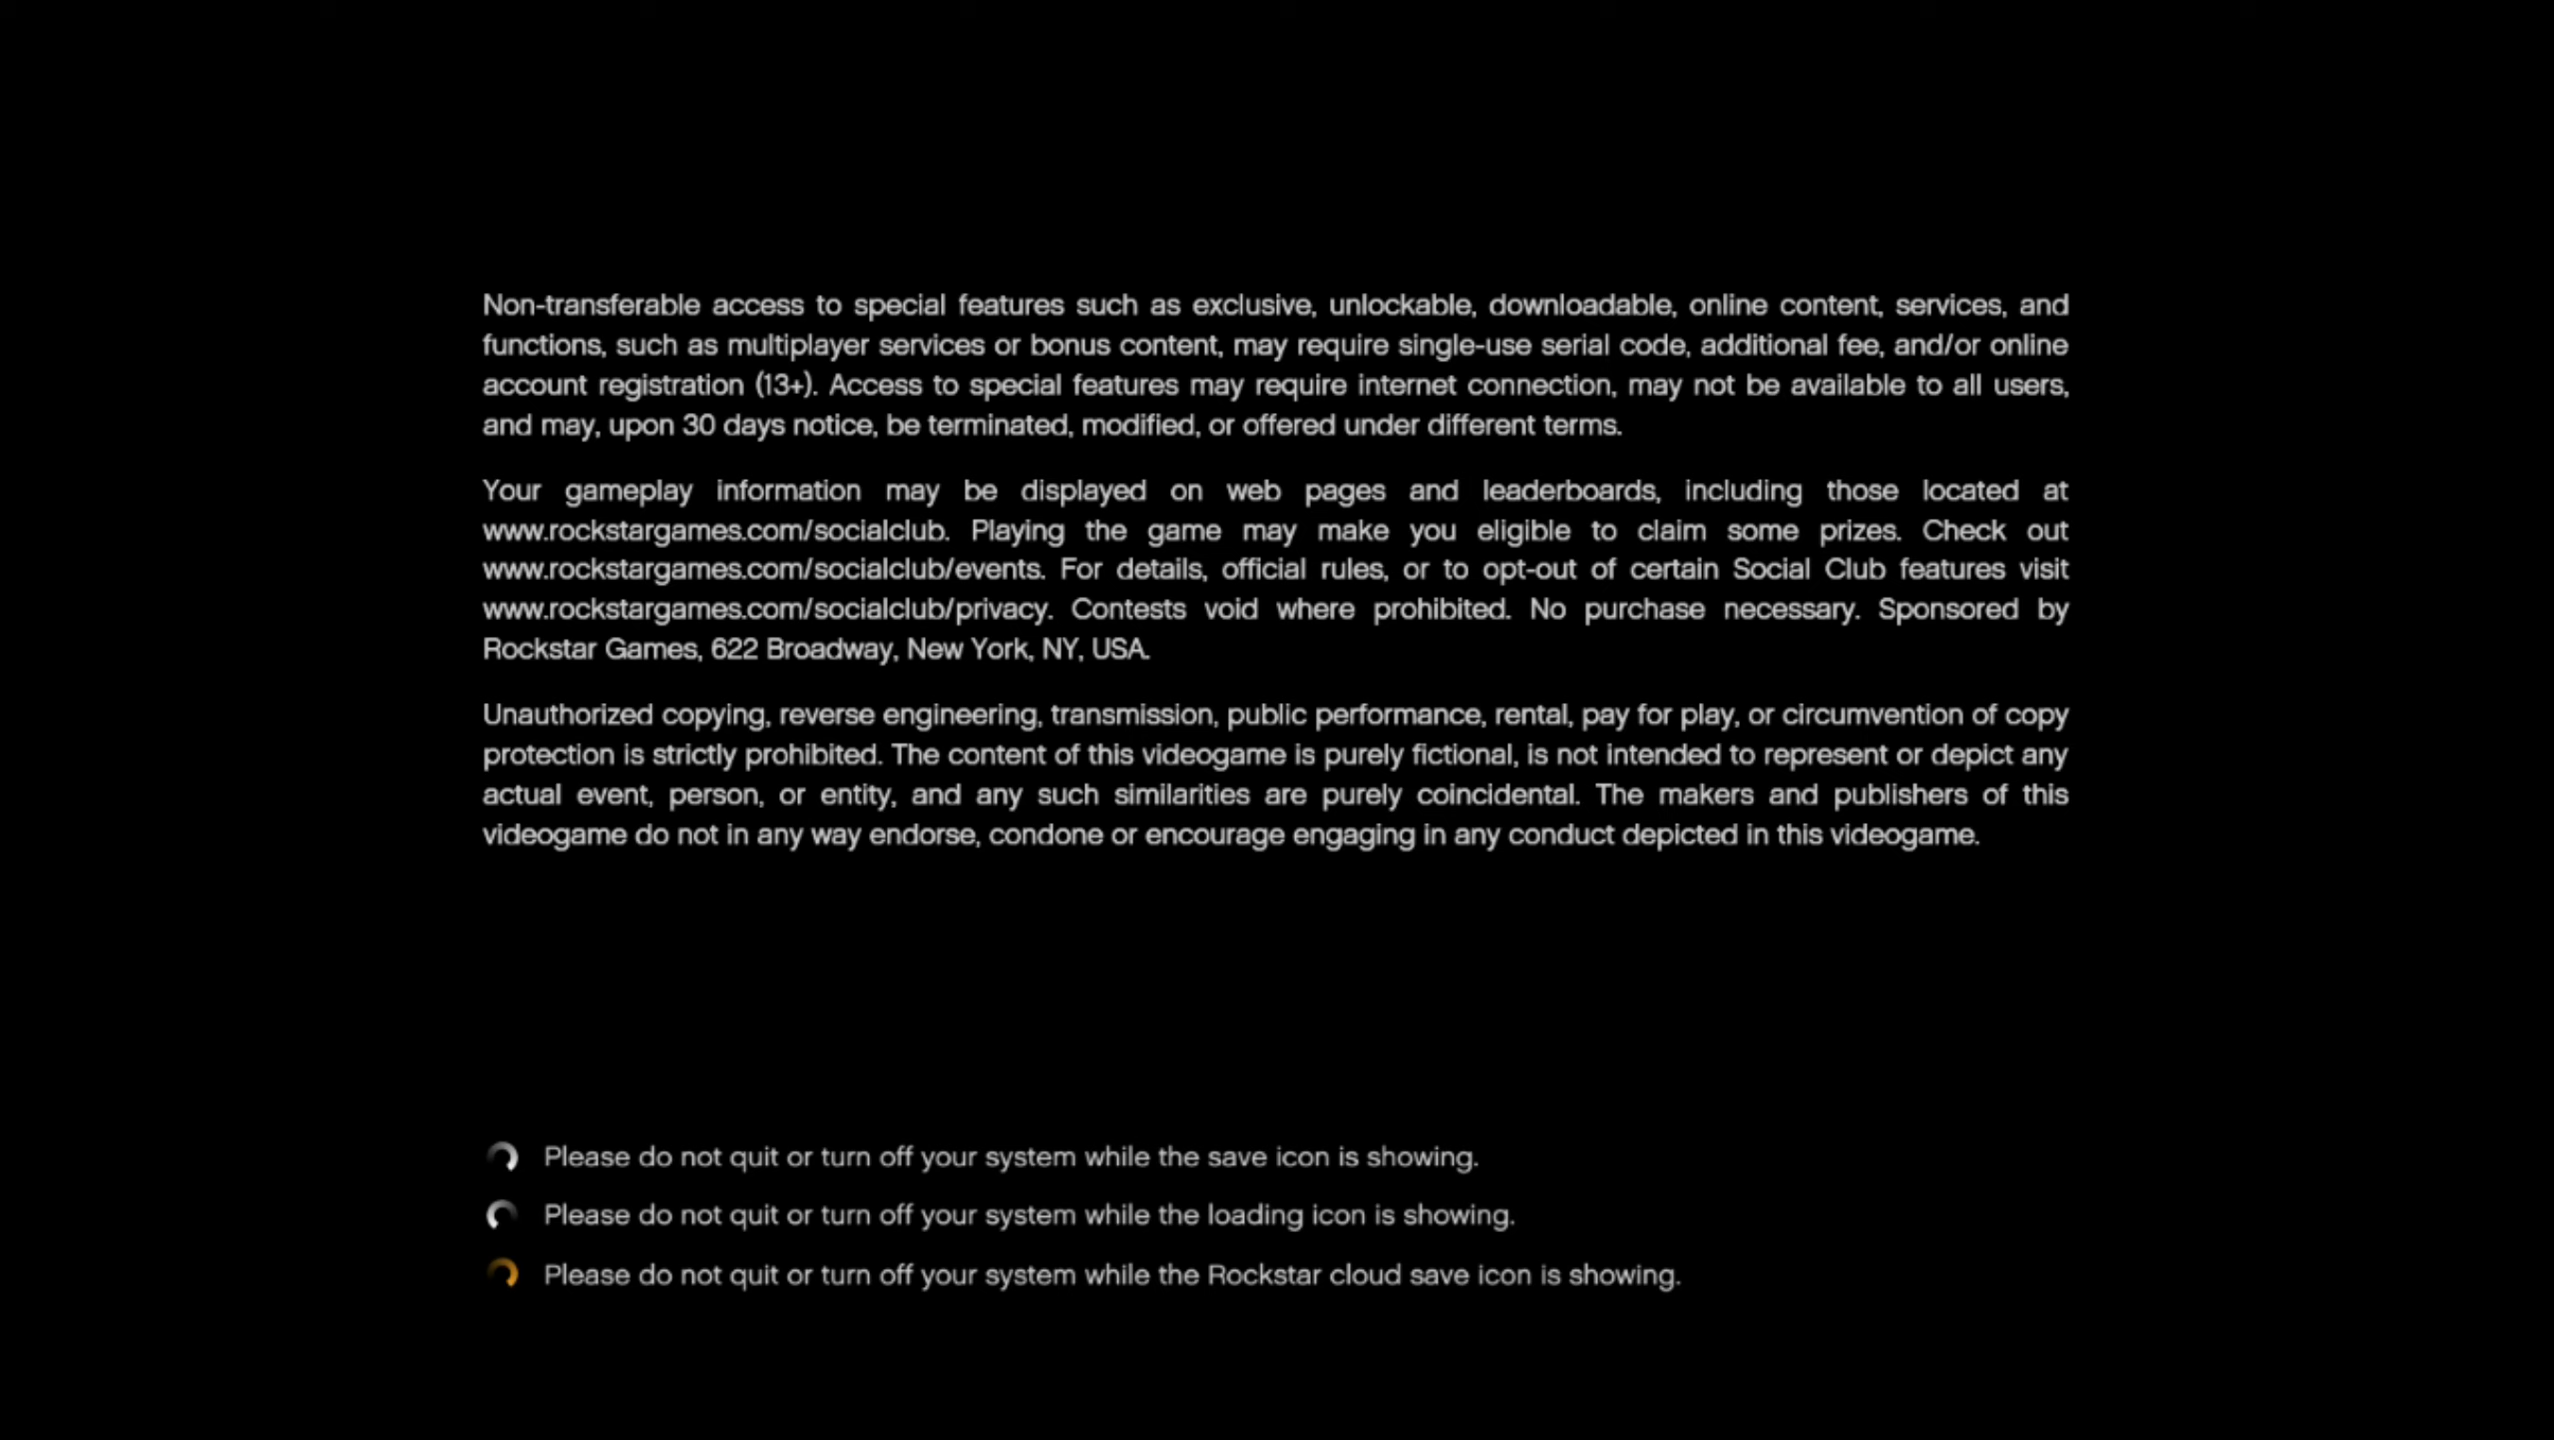 Non-transferable access to special features such as exclusive, unlockable, downloadable, online content, services, and
functions, such as multiplayer services or bonus content, may require single-use serial code, additional fee, and/or online
account registration (13+). Access to special features may require internet connection, may not be available to all users,
and may, upon 30 days notice, be terminated, modified, or offered under different terms.
Your gameplay information may be displayed on web pages and leaderboards, including those located at
www.rockstargames.com/socialclub. Playing the game may make you eligible to claim some prizes. Check out
www.rockstargames.com/socialclub/events. For details, official rules, or to opt-out of certain Social Club features visit
www.rockstargames.com/socialclub/privacy. Contests void where prohibited. No purchase necessary. Sponsored by
Rockstar Games, 622 Broadway, New York, NY, USA.
Unauthorized copying, reverse engineering, transmission, public performance, rental, pay for play, or circumvention of copy
protection is strictly prohibited. The content of this videogame is purely fictional, is not intended to represent or depict any
actual event, person, or entity, and any such similarities are purely coincidental. The makers and publishers of this
videogame do not in any way endorse, condone or encourage engaging in any conduct depicted in this videogame.
Please do not quit or turn off your system while the save icon is showing.
Please do not quit or turn off your system while the loading icon is showing.
Please do not quit or turn off your system while the Rockstar cloud save icon is showing.